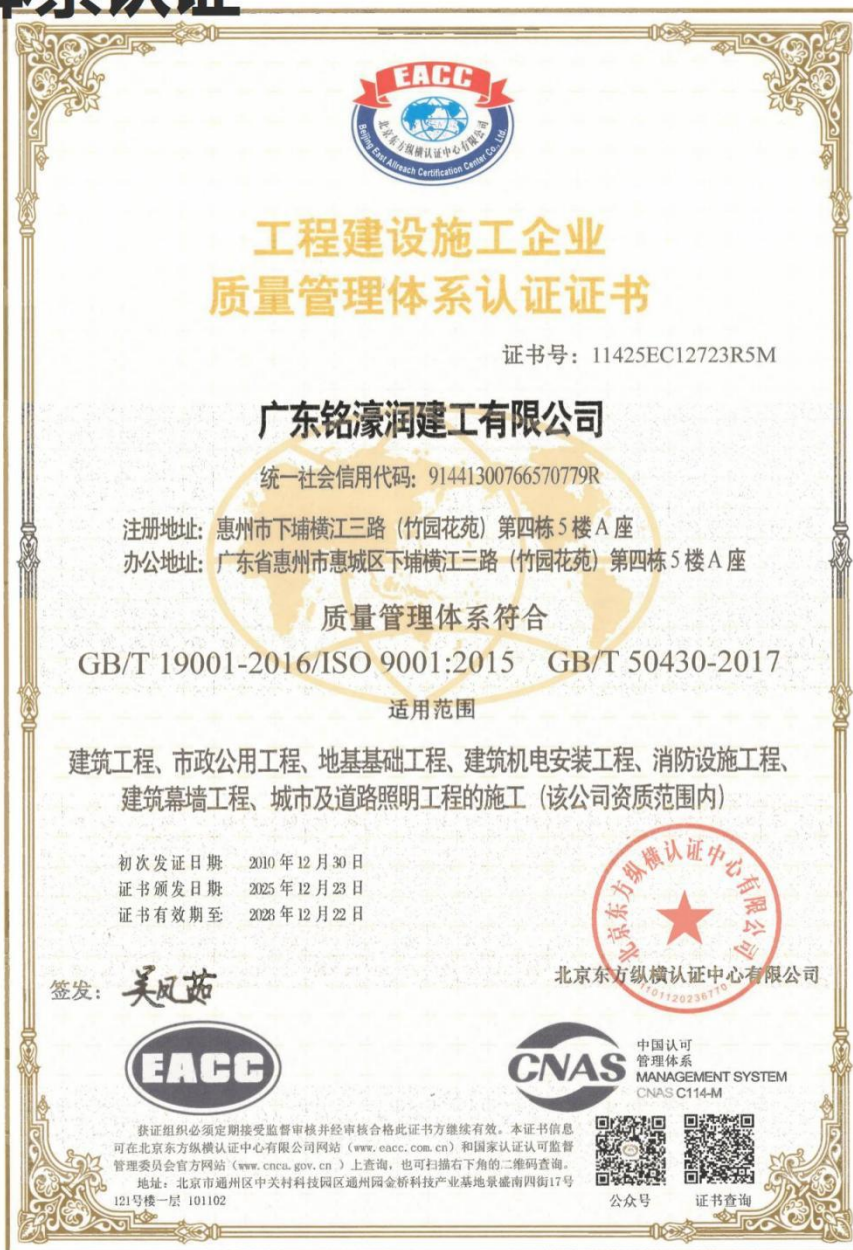 体系认证
EACC
北京东方纵横认证中心有限公司
Beijing East Allreach Certification Center Co., Ltd.
工程建设施工企业
质量管理体系认证证书
证书号：11425EC12723R5M
广东铭濠润建工有限公司
统一社会信用代码：91441300766570779R
注册地址：惠州市下埔横江三路（竹园花苑）第四栋5楼A座
办公地址：广东省惠州市惠城区下埔横江三路（竹园花苑）第四栋5楼A座
质量管理体系符合
GB/T 19001-2016/ISO 9001:2015 GB/T 50430-2017
适用范围
建筑工程、市政公用工程、地基基础工程、建筑机电安装工程、消防设施工程、
建筑幕墙工程、城市及道路照明工程的施工（该公司资质范围内）
初次发证日期 2010年12月30日
证书颁发日期 2025年12月23日
证书有效期至 2028年12月22日
北京东方纵横认证中心有限公司
1101120236770
北京东方纵横认证中心有限公司
签发：吴凤茹
EACC
CNAS
中国认可
管理体系
MANAGEMENT SYSTEM
CNAS C114-M
获证组织必须定期接受监督审核并经审核合格此证书方继续有效。本证书信息
可在北京东方纵横认证中心有限公司网站（www.eacc.com.cn）和国家认证认可监督
管理委员会官方网站（www.cnca.gov.cn）上查询，也可扫描右下角的二维码查询。
地址：北京市通州区中关村科技园区通州园金桥科技产业基地景盛南四街17号
121号楼一层 101102
公众号
证书查询